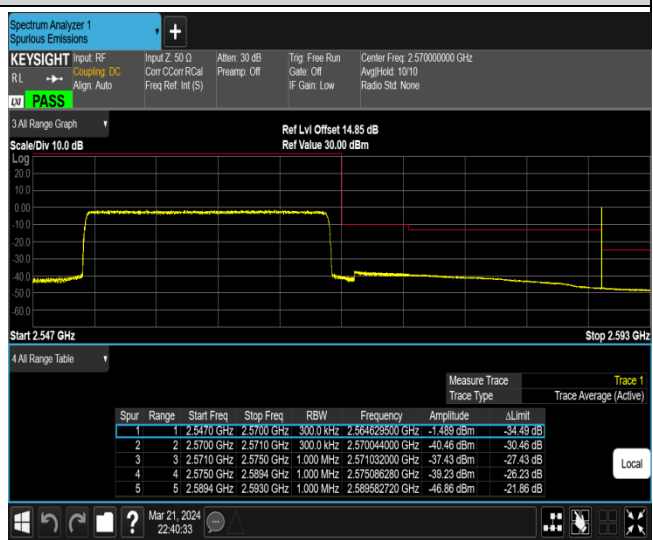 Spectrum Analyzer 1
Spurious Emissions
KEYSIGHT Input: RF Input Z: 50 Ω Atten: 30 dB Trig: Free Run Center Freq: 2.570000000 GHz
RL Coupling: DC Corr CCorr RCal Preamp: Off Gate: Off Avg|Hold: 10/10
Align: Auto Freq Ref: Int (S) IF Gain: Low Radio Std: None
LXI PASS
3 All Range Graph
Ref Lvl Offset 14.85 dB
Scale/Div 10.0 dB Ref Value 30.00 dBm
Log
20.0
10.0
0.00
-10.0
-20.0
-30.0
-40.0
-50.0
-60.0
Start 2.547 GHz Stop 2.593 GHz
4 All Range Table
Measure Trace Trace 1
Trace Type Trace Average (Active)
Spur Range Start Freq Stop Freq RBW Frequency Amplitude ΔLimit
1 1 2.5470 GHz 2.5700 GHz 300.0 kHz 2.564629500 GHz -1.489 dBm -34.49 dB
2 2 2.5700 GHz 2.5710 GHz 300.0 kHz 2.570044000 GHz -40.46 dBm -30.46 dB
3 3 2.5710 GHz 2.5750 GHz 1.000 MHz 2.571032000 GHz -37.43 dBm -27.43 dB
4 4 2.5750 GHz 2.5894 GHz 1.000 MHz 2.575086280 GHz -39.23 dBm -26.23 dB
5 5 2.5894 GHz 2.5930 GHz 1.000 MHz 2.589582720 GHz -46.86 dBm -21.86 dB
Local
? Mar 21, 2024
22:40:33